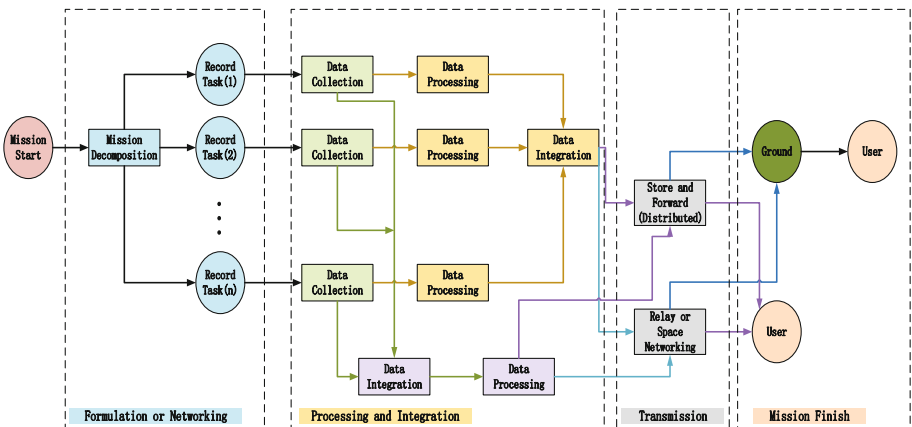 Mission
Start
Mission
Decomposition
Record
Task(1)
Record
Task(2)
Record
Task(n)
Formulation or Networking
Data
Collection
Data
Processing
Data
Collection
Data
Processing
Data
Integration
Data
Collection
Data
Processing
Data
Integration
Data
Processing
Processing and Integration
Store and
Forward
(Distributed)
Relay or
Space
Networking
Transmission
Ground
User
User
Mission Finish